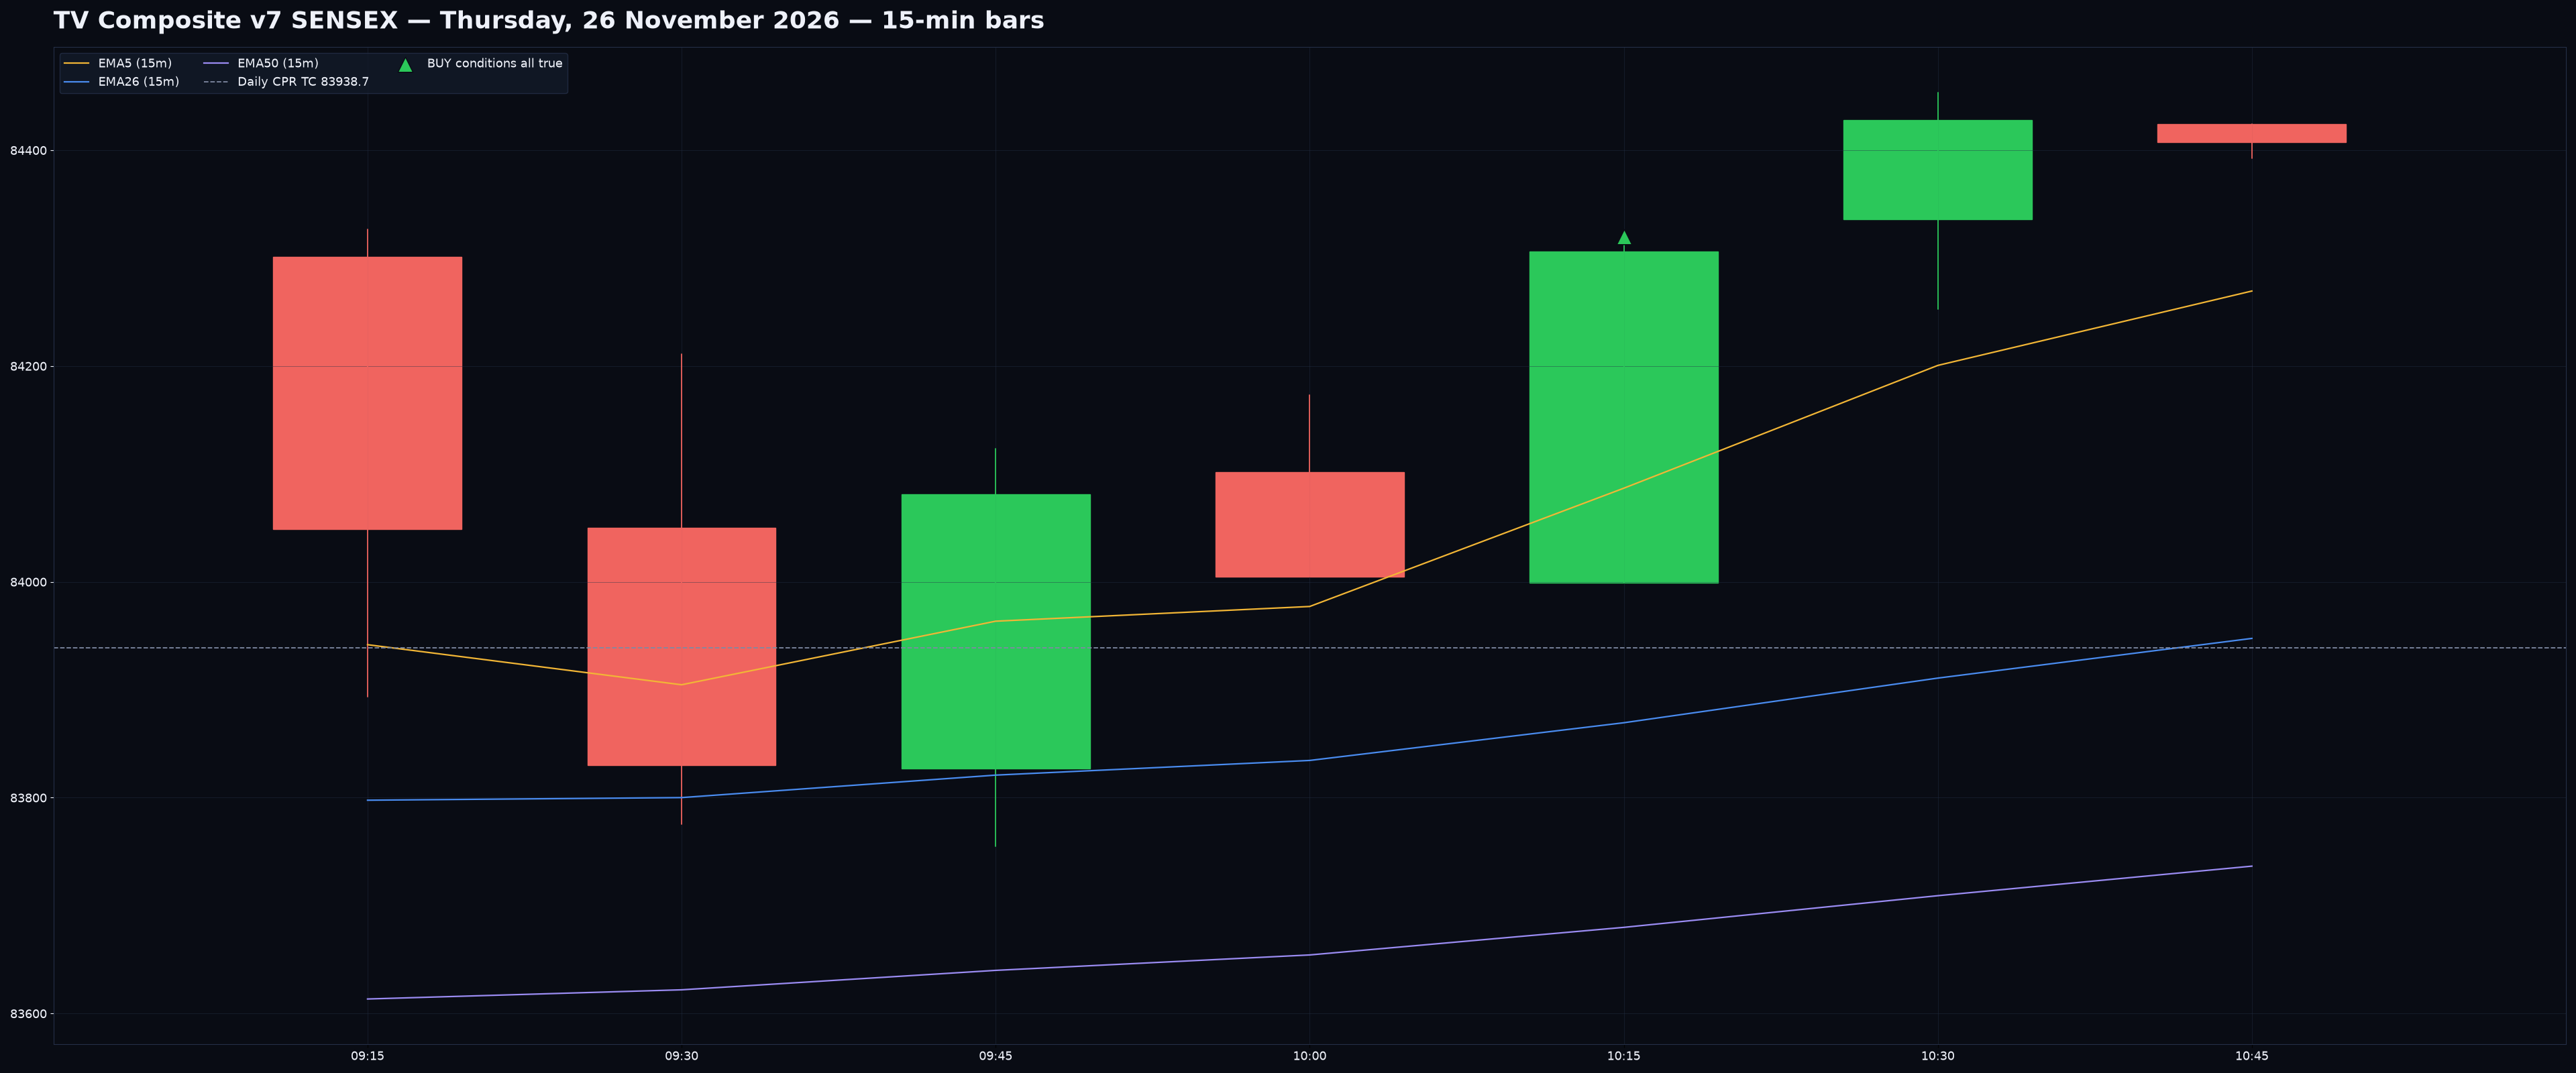 TV Composite v7 SENSEX — Thursday, 26 November 2026 — 15-min bars
EMA5 (15m) EMA50 (15m) BUY conditions all true
EMA26 (15m) Daily CPR TC 83938.7
84400
84200
84000
83800
83600
09:15 09:30 09:45 10:00 10:15 10:30 10:45